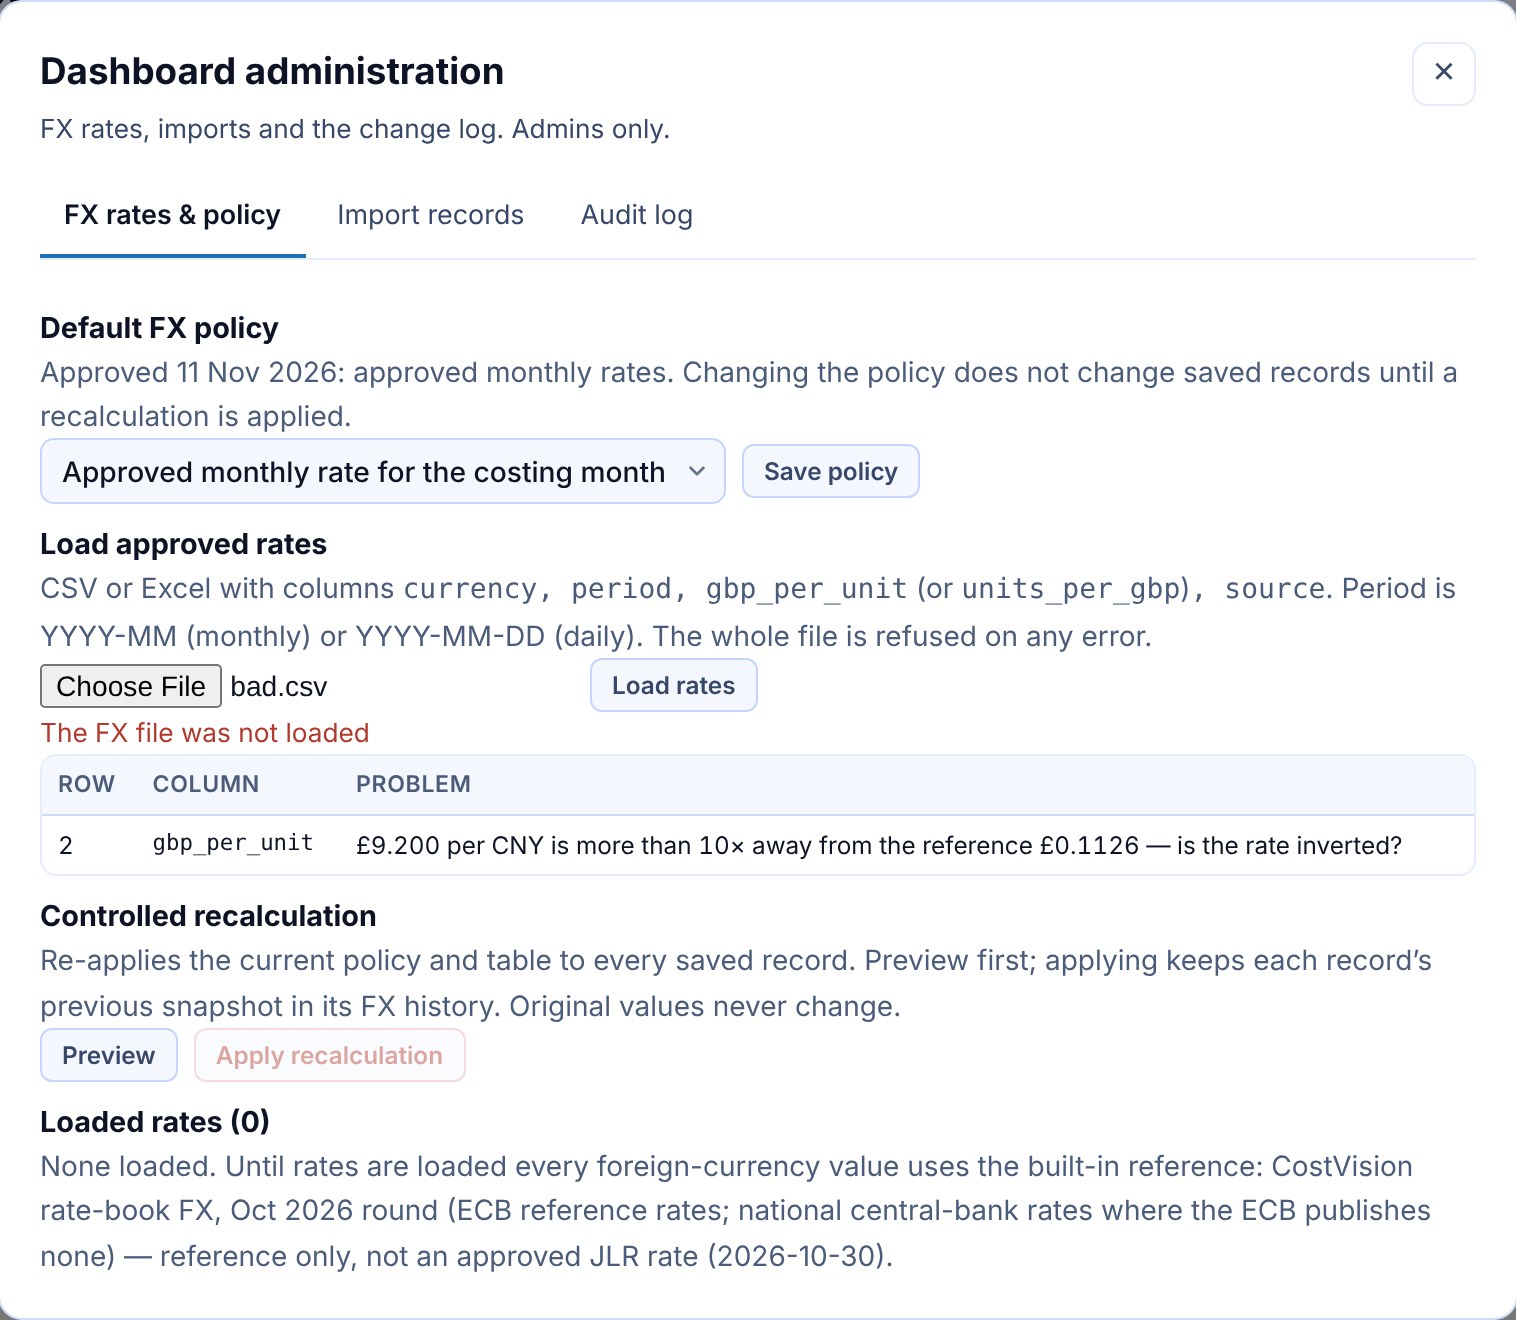 Dashboard administration
FX rates, imports and the change log. Admins only.
FX rates & policy Import records Audit log
Default FX policy
Approved 11 Nov 2026: approved monthly rates. Changing the policy does not change saved records until a
recalculation is applied.
Approved monthly rate for the costing month Save policy
Load approved rates
CSV or Excel with columns currency, period, gbp_per_unit (or units_per_gbp), source. Period is
YYYY-MM (monthly) or YYYY-MM-DD (daily). The whole file is refused on any error.
Choose File bad.csv Load rates
The FX file was not loaded
ROW COLUMN PROBLEM
2 gbp_per_unit £9.200 per CNY is more than 10× away from the reference £0.1126 — is the rate inverted?
Controlled recalculation
Re-applies the current policy and table to every saved record. Preview first; applying keeps each record’s
previous snapshot in its FX history. Original values never change.
Preview Apply recalculation
Loaded rates (0)
None loaded. Until rates are loaded every foreign-currency value uses the built-in reference: CostVision
rate-book FX, Oct 2026 round (ECB reference rates; national central-bank rates where the ECB publishes
none) — reference only, not an approved JLR rate (2026-10-30).